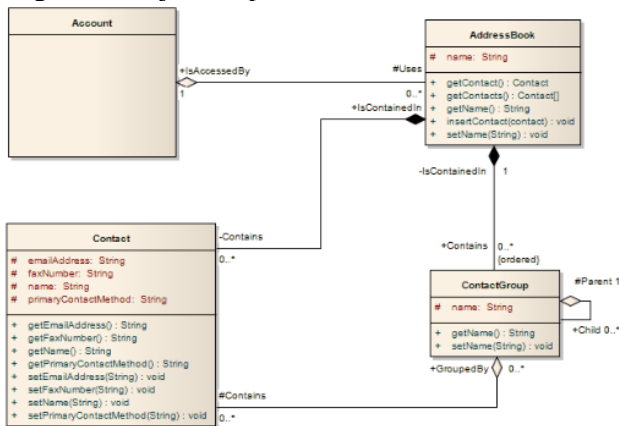 Account
AddressBook
# name: String
+ getContact() : Contact
+ getContacts() : Contact[]
+ getName() : String
+ insertContact(contact) : void
+ setName(String) : void
+IsAccessedBy
1
#Uses
0..*
+IsContainedIn
-IsContainedIn
1
-Contains
0..*
+Contains
0..*
{ordered}
Contact
# emailAddress: String
# faxNumber: String
# name: String
# primaryContactMethod: String
+ getEmailAddress() : String
+ getFaxNumber() : String
+ getName() : String
+ getPrimaryContactMethod() : String
+ setEmailAddress(String) : void
+ setFaxNumber(String) : void
+ setName(String) : void
+ setPrimaryContactMethod(String) : void
ContactGroup
# name: String
+ getName() : String
+ setName(String) : void
#Parent 1
+Child 0..*
+GroupedBy
0..*
#Contains
0..*